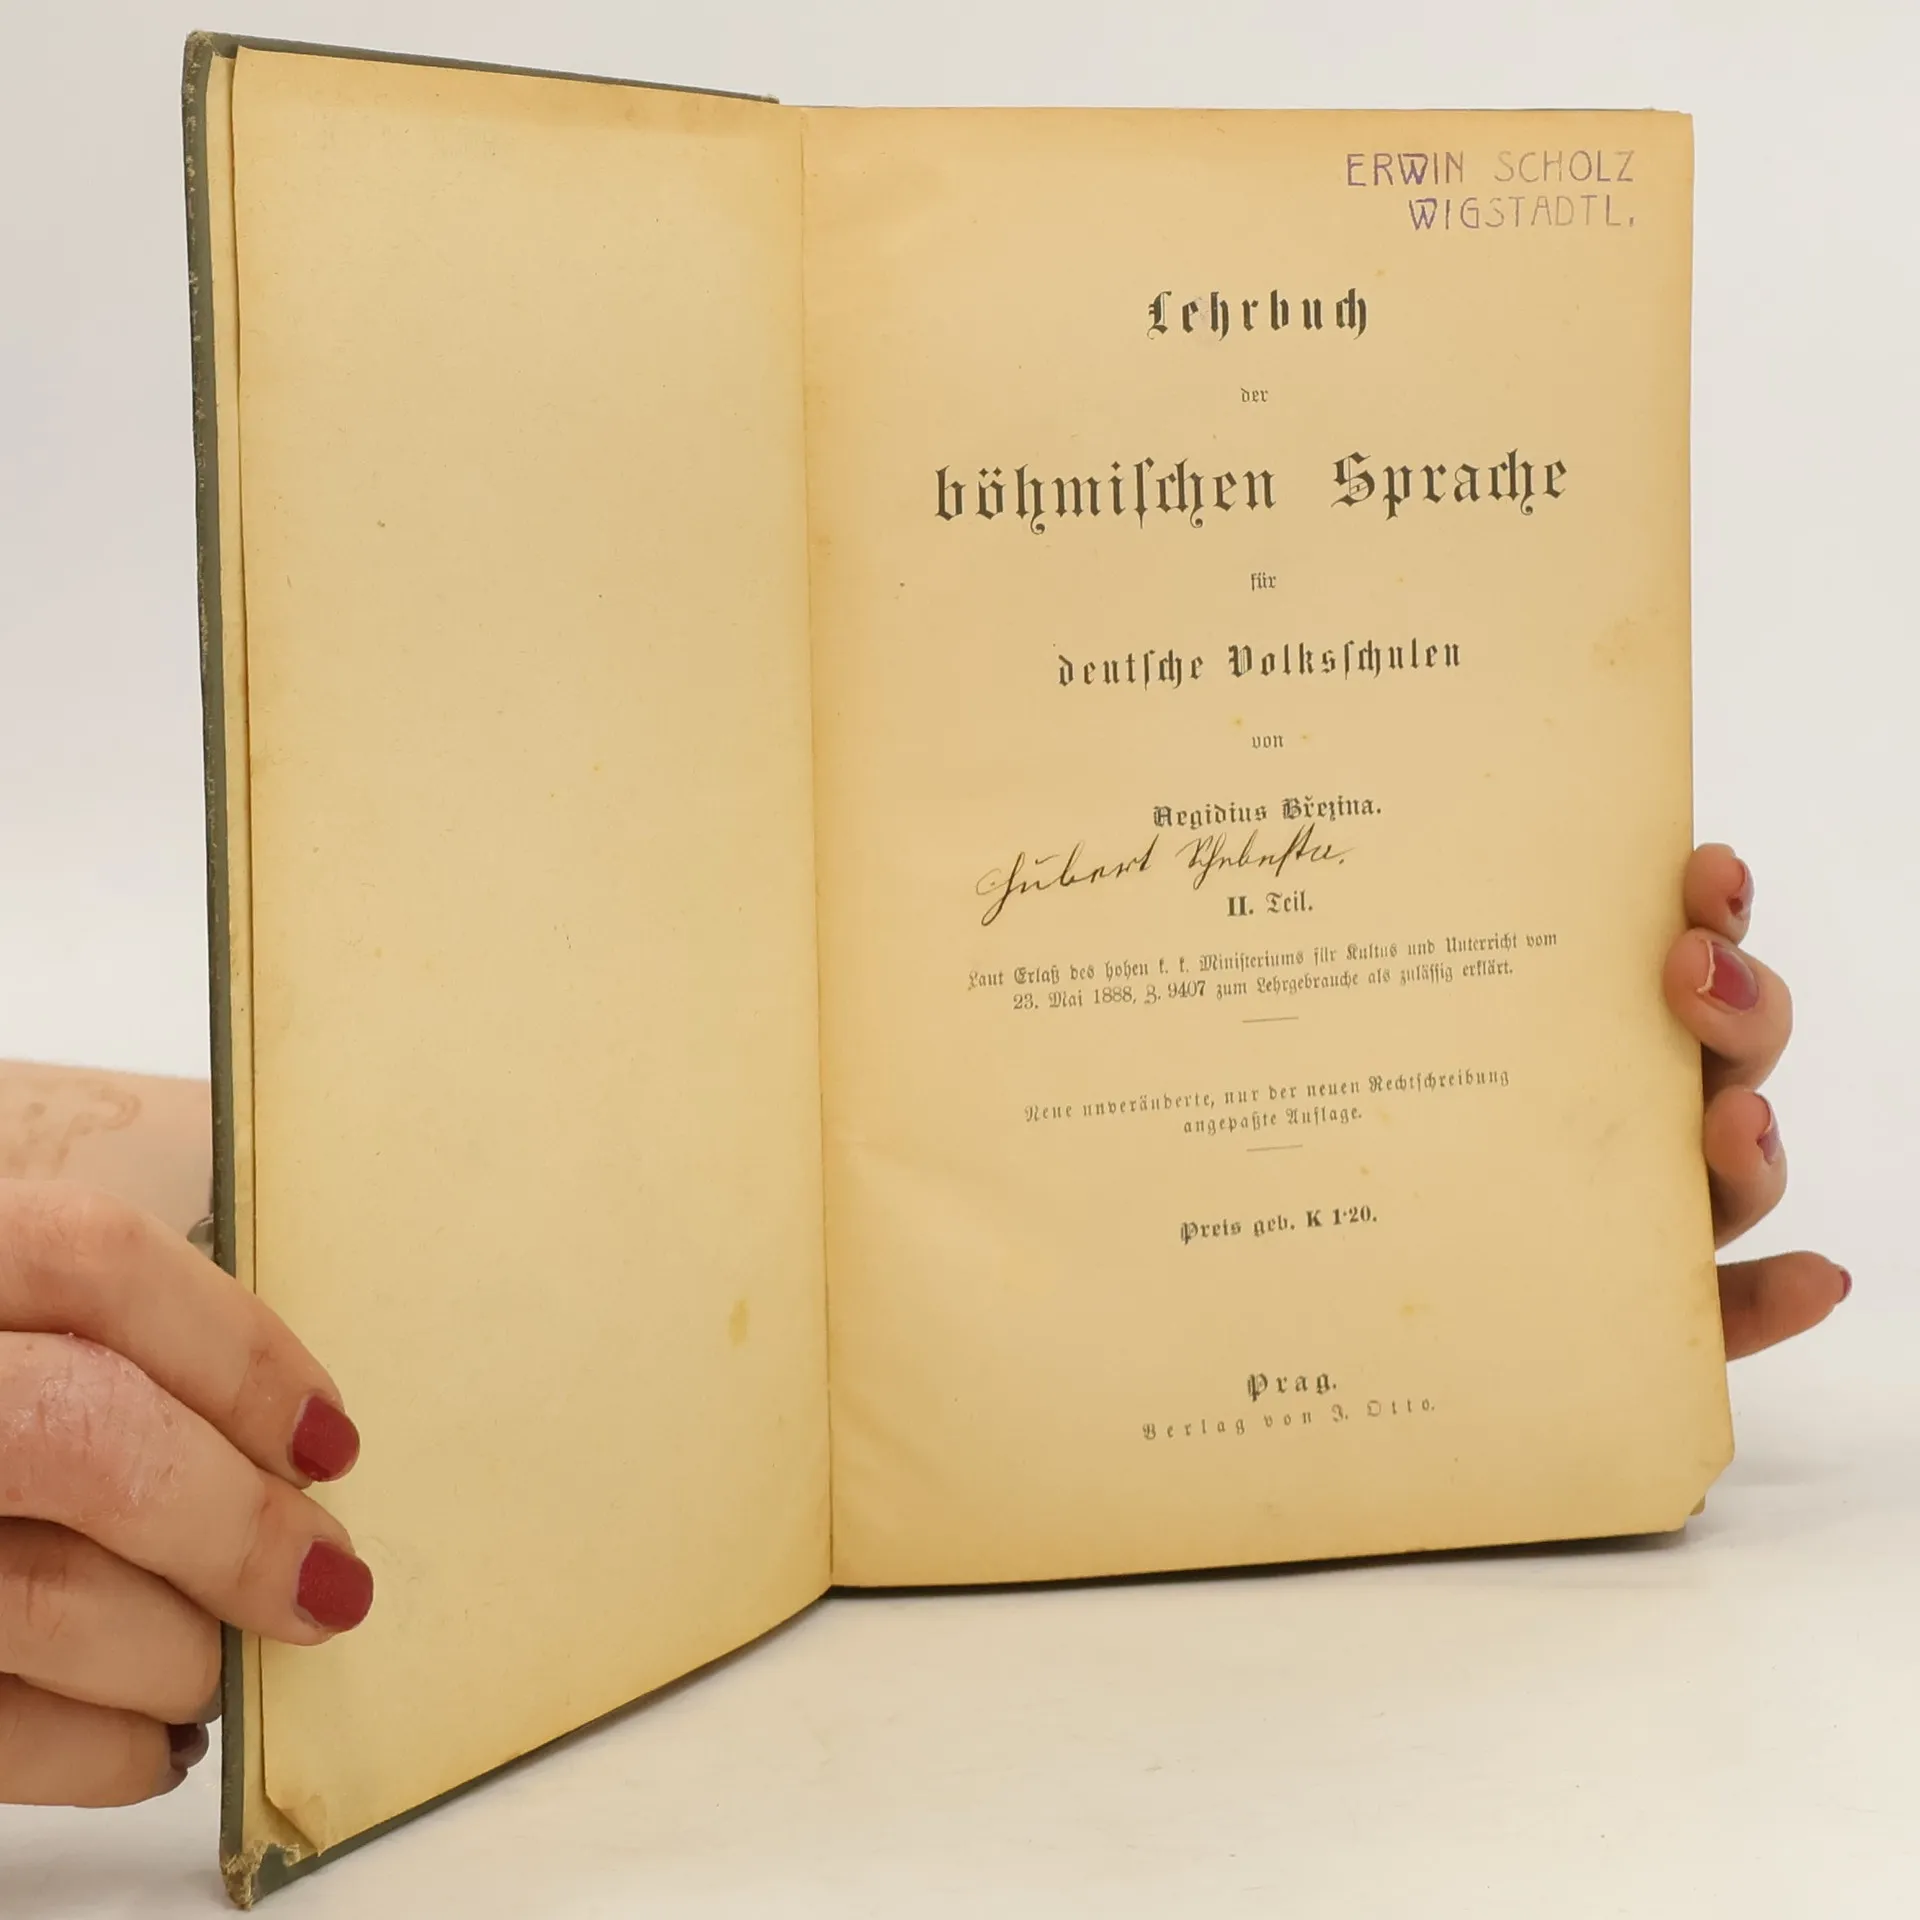 ERWIN SCHOLZ
WIGSTADTL.
Lehrbuch
der
böhmiſchen Sprache
für
deutſche Volksſchulen
von
Aegidius Březina.
Hubert Schebesta.
II. Teil.
Laut Erlaß des hohen k. k. Miniſteriums für Kultus und Unterricht vom
23. Mai 1888, Z. 9407 zum Lehrgebrauche als zuläſſig erklärt.
Neue unveränderte, nur der neuen Rechtſchreibung
angepaßte Auflage.
Preis geb. K 1·20.
Prag.
Verlag von J. Otto.